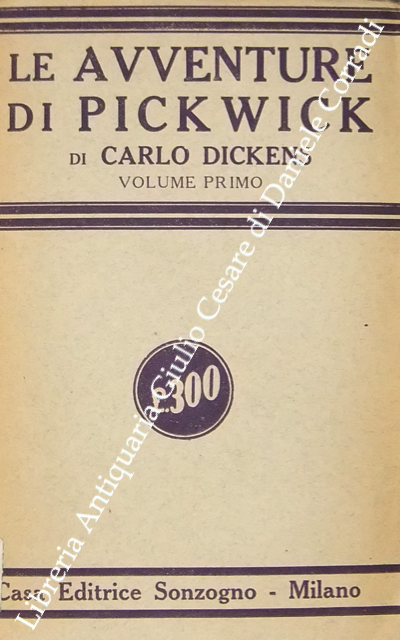 LE AVVENTURE
DI PICKWICK
DI CARLO DICKENS
VOLUME PRIMO
£.300
Casa Editrice Sonzogno - Milano
Libreria Antiquaria Giulio Cesare di Daniele Corradi